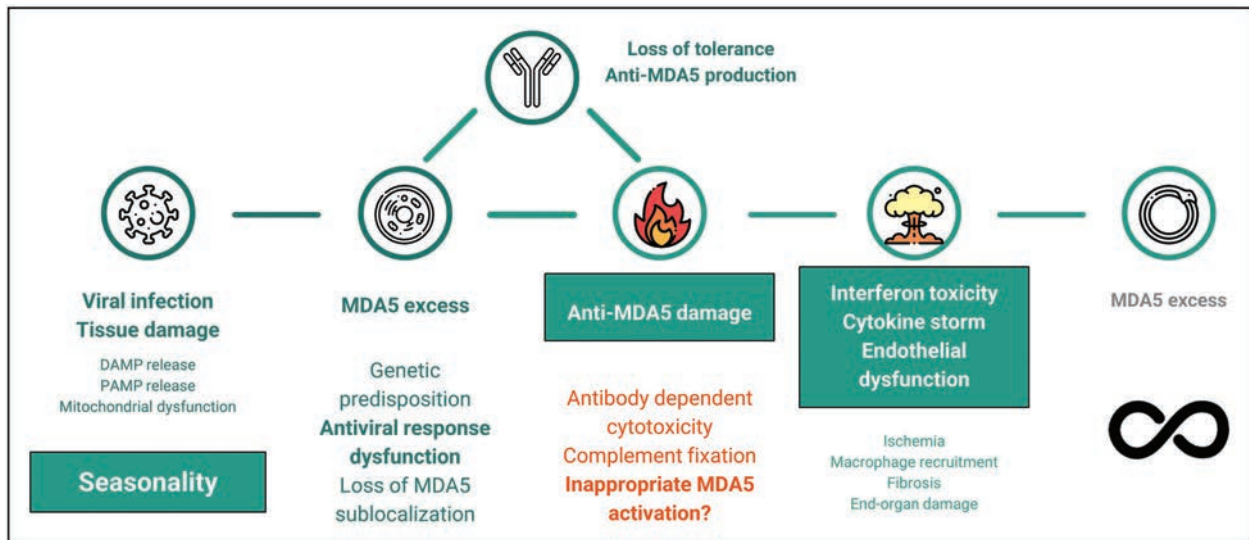 Loss of tolerance
Anti-MDA5 production
Viral infection
Tissue damage
DAMP release
PAMP release
Mitochondrial dysfunction
Seasonality
MDA5 excess
Genetic
predisposition
Antiviral response
dysfunction
Loss of MDA5
sublocalization
Anti-MDA5 damage
Antibody dependent
cytotoxicity
Complement fixation
Inappropriate MDA5
activation?
Interferon toxicity
Cytokine storm
Endothelial
dysfunction
Ischemia
Macrophage recruitment
Fibrosis
End-organ damage
MDA5 excess